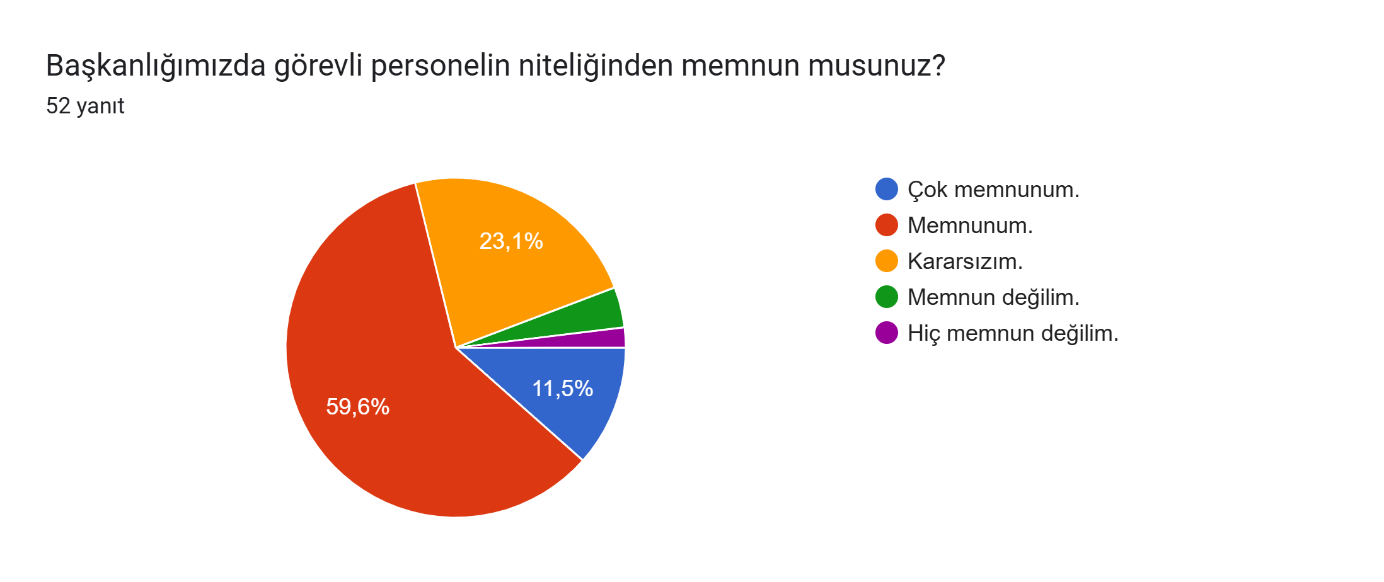 Başkanlığımızda görevli personelin niteliğinden memnun musunuz?
52 yanıt
23,1%
11,5%
59,6%
Çok memnunum.
Memnunum.
Kararsızım.
Memnun değilim.
Hiç memnun değilim.